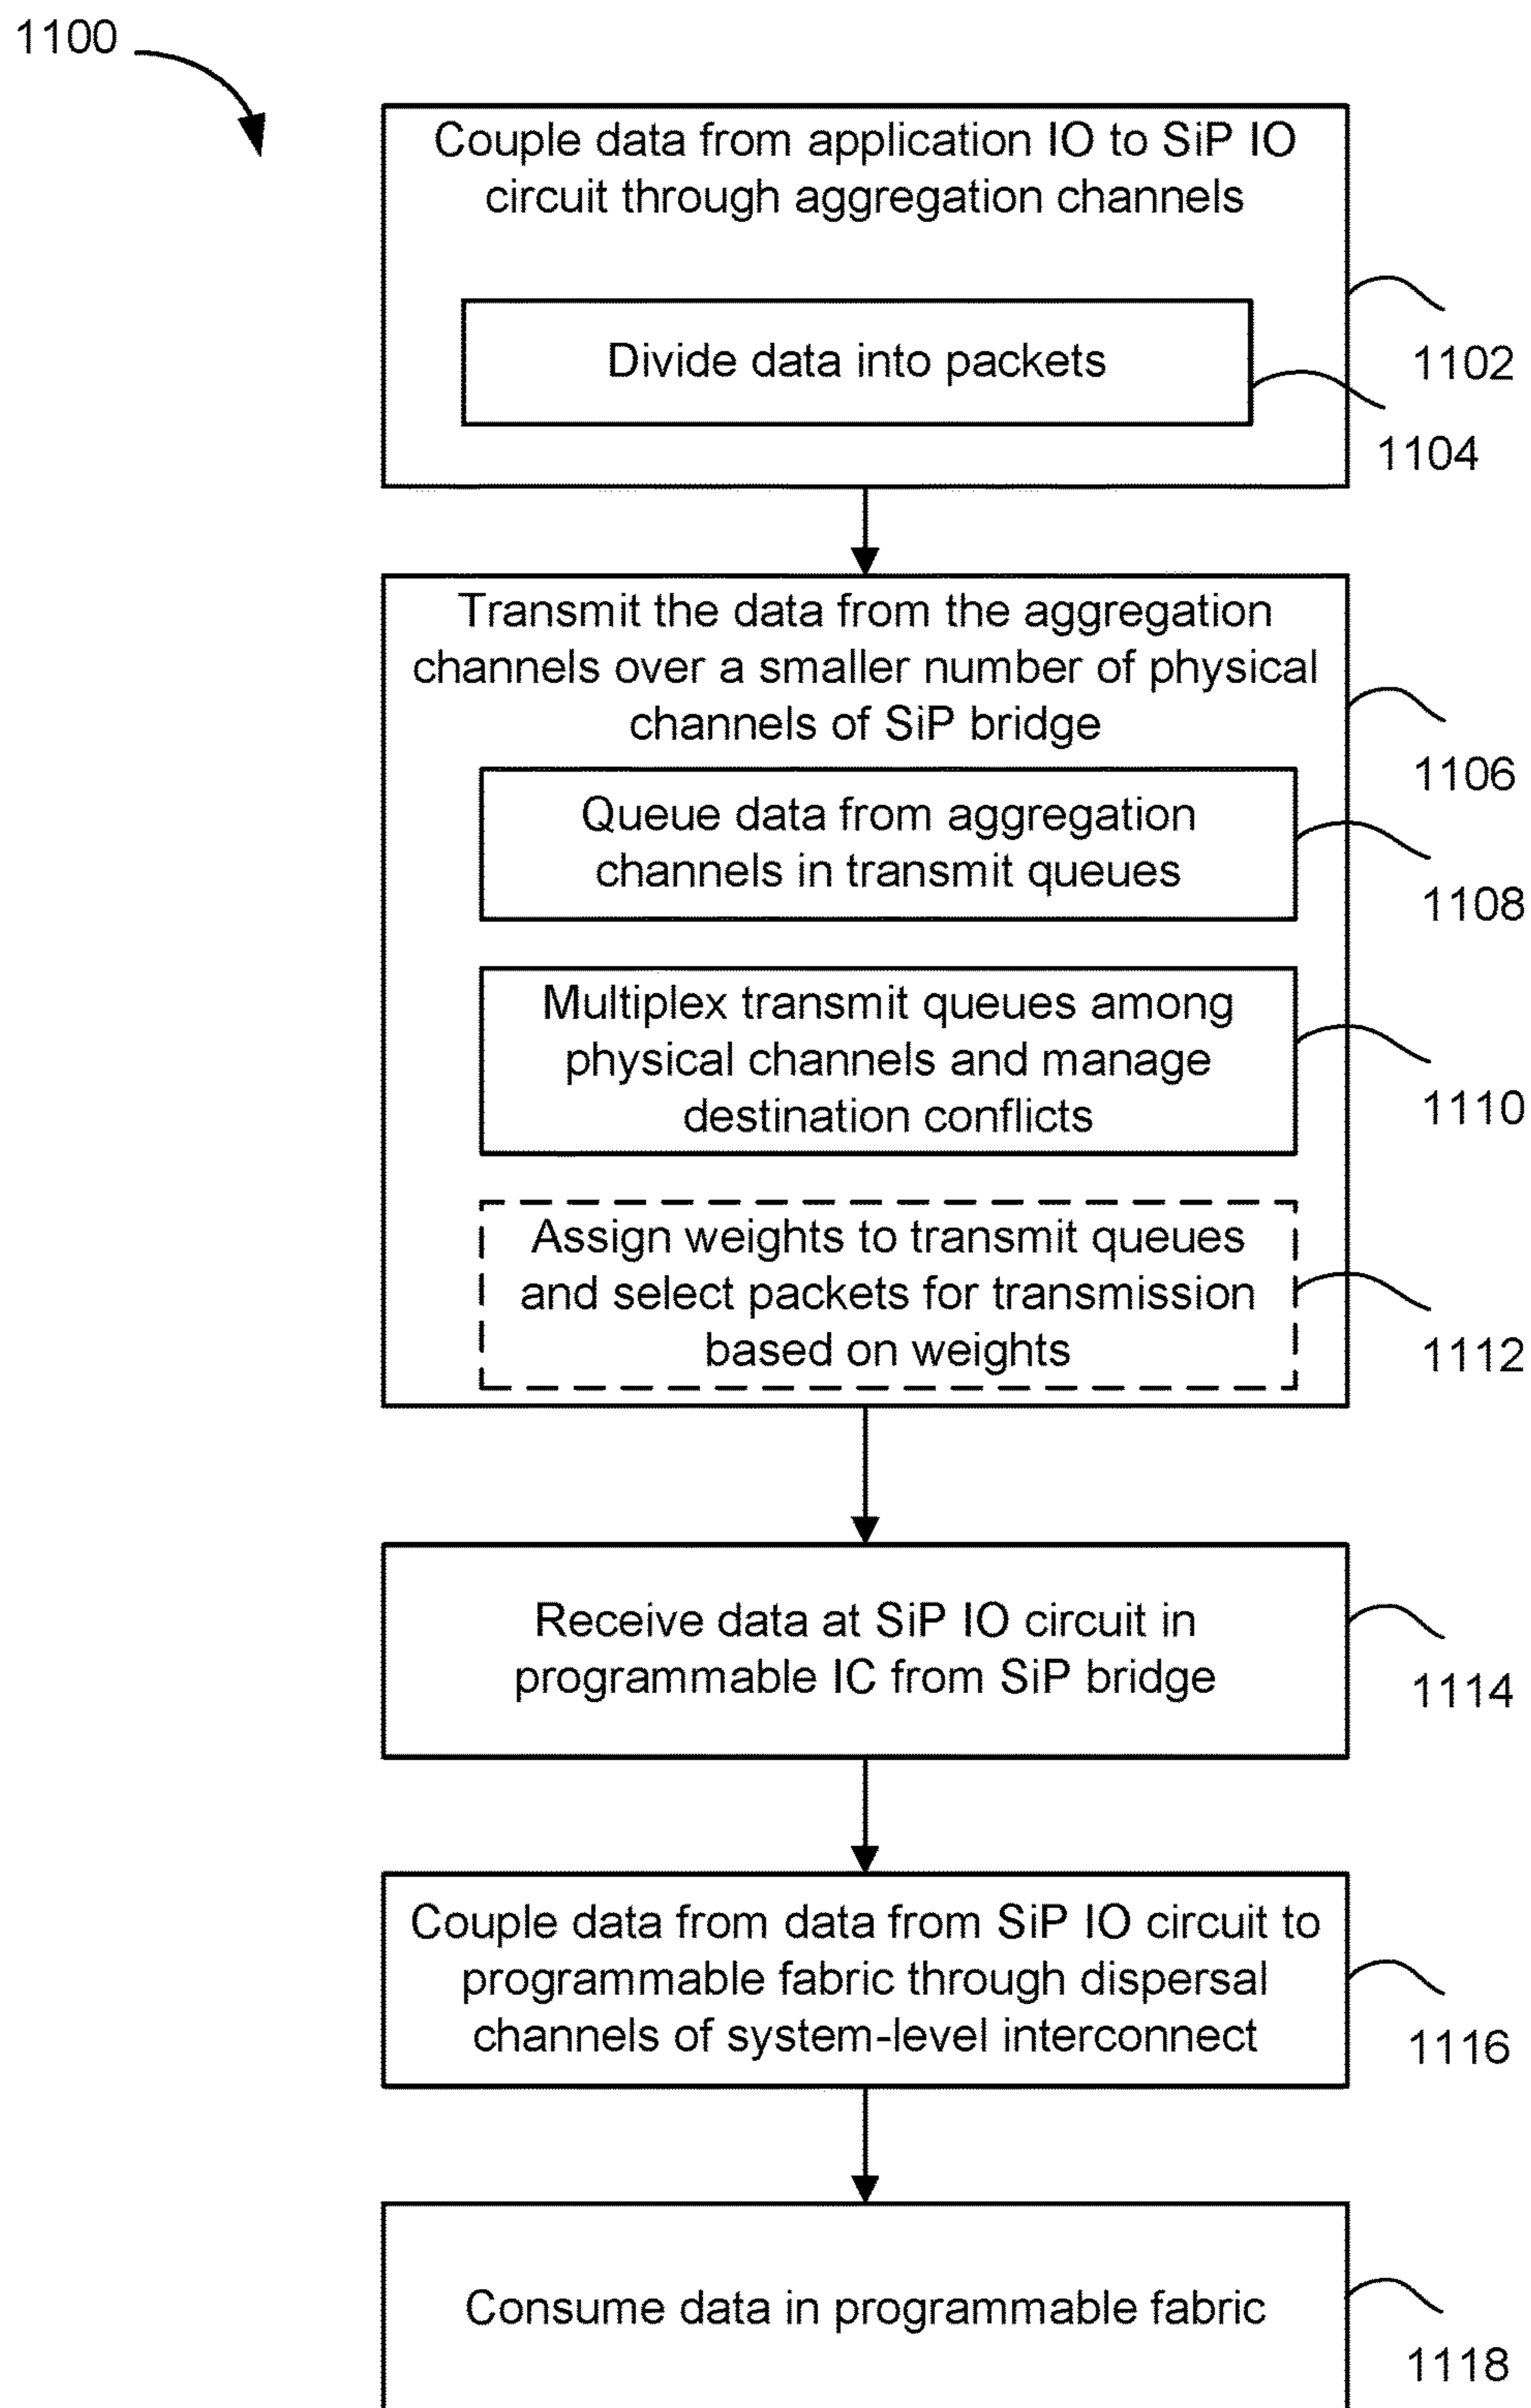 1100
Couple data from application IO to SiP IO
circuit through aggregation channels
Divide data into packets
1102
1104
Transmit the data from the aggregation
channels over a smaller number of physical
channels of SiP bridge
1106
Queue data from aggregation
channels in transmit queues
1108
Multiplex transmit queues among
physical channels and manage
destination conflicts
1110
Assign weights to transmit queues
and select packets for transmission
based on weights
1112
Receive data at SiP IO circuit in
programmable IC from SiP bridge
1114
Couple data from data from SiP IO circuit to
programmable fabric through dispersal
channels of system-level interconnect
1116
Consume data in programmable fabric
1118